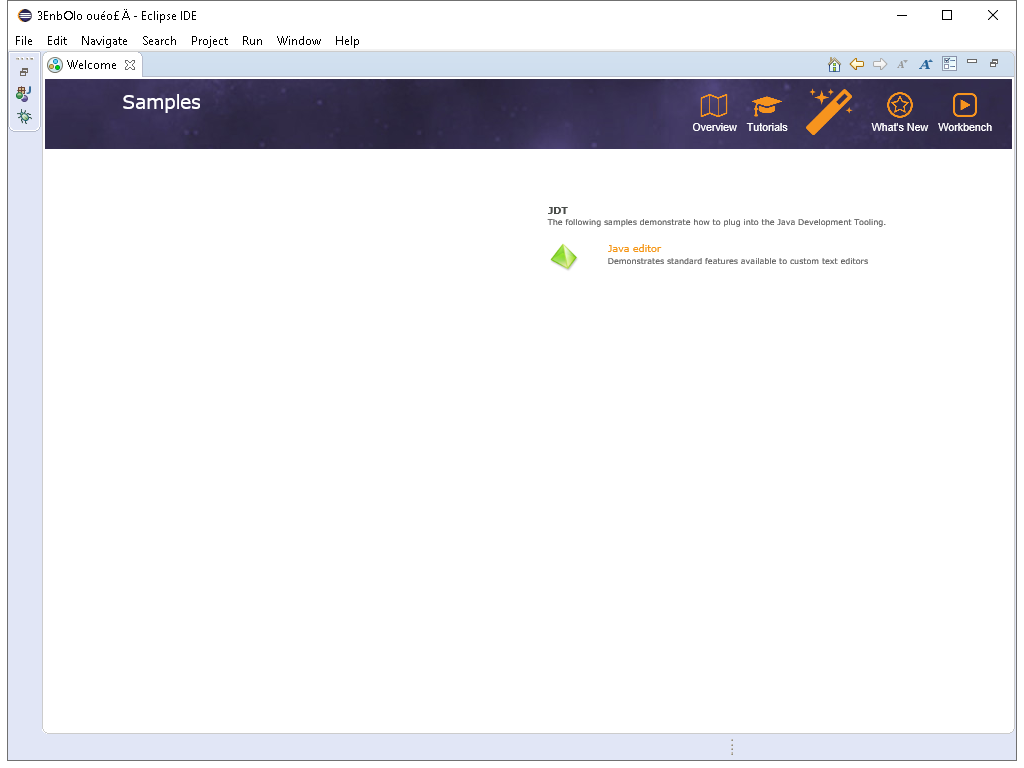 3EnbOlo ouéo£Ä - Eclipse IDE
File Edit Navigate Search Project Run Window Help
Welcome
Samples
Overview Tutorials What's New Workbench
JDT
The following samples demonstrate how to plug into the Java Development Tooling.
Java editor
Demonstrates standard features available to custom text editors